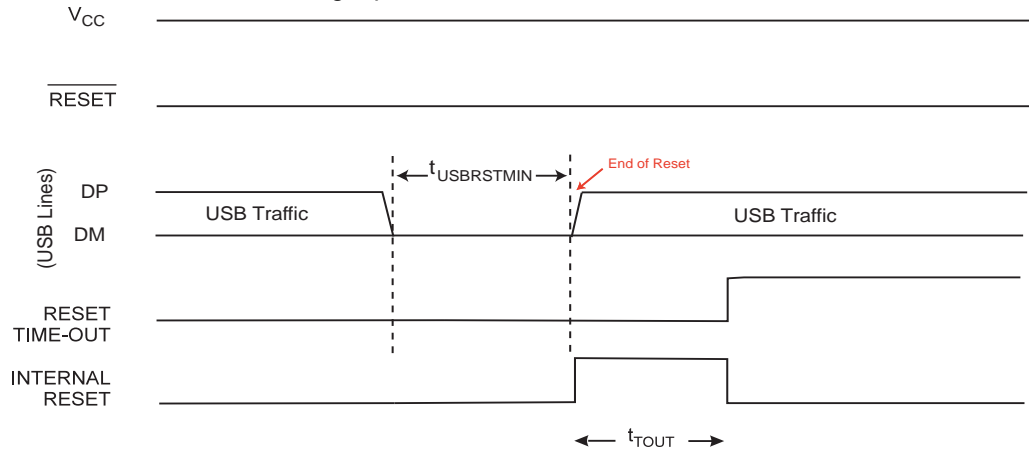 VCC
RESET
tUSBRSTMIN
End of Reset
(USB Lines)
DP
USB Traffic
USB Traffic
DM
RESET
TIME-OUT
INTERNAL
RESET
tTOUT